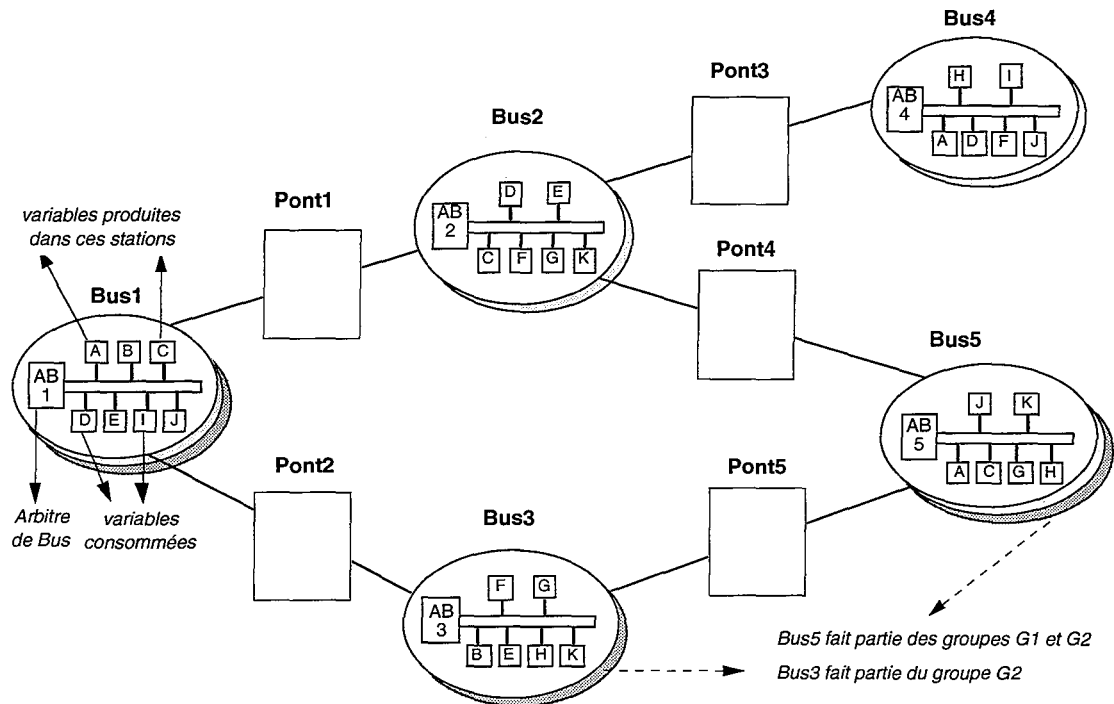 Bus4
Pont3
H I
AB
4
A D F J
Bus2
D E
AB
2
C F G K
Pont1
variables produites
dans ces stations
Pont4
Bus1
A B C
AB
1
D E I J
Bus5
J K
AB
5
A C G H
Pont2
Pont5
Arbitre
de Bus
variables
consommées
Bus3
F G
AB
3
B E H K
Bus5 fait partie des groupes G1 et G2
Bus3 fait partie du groupe G2